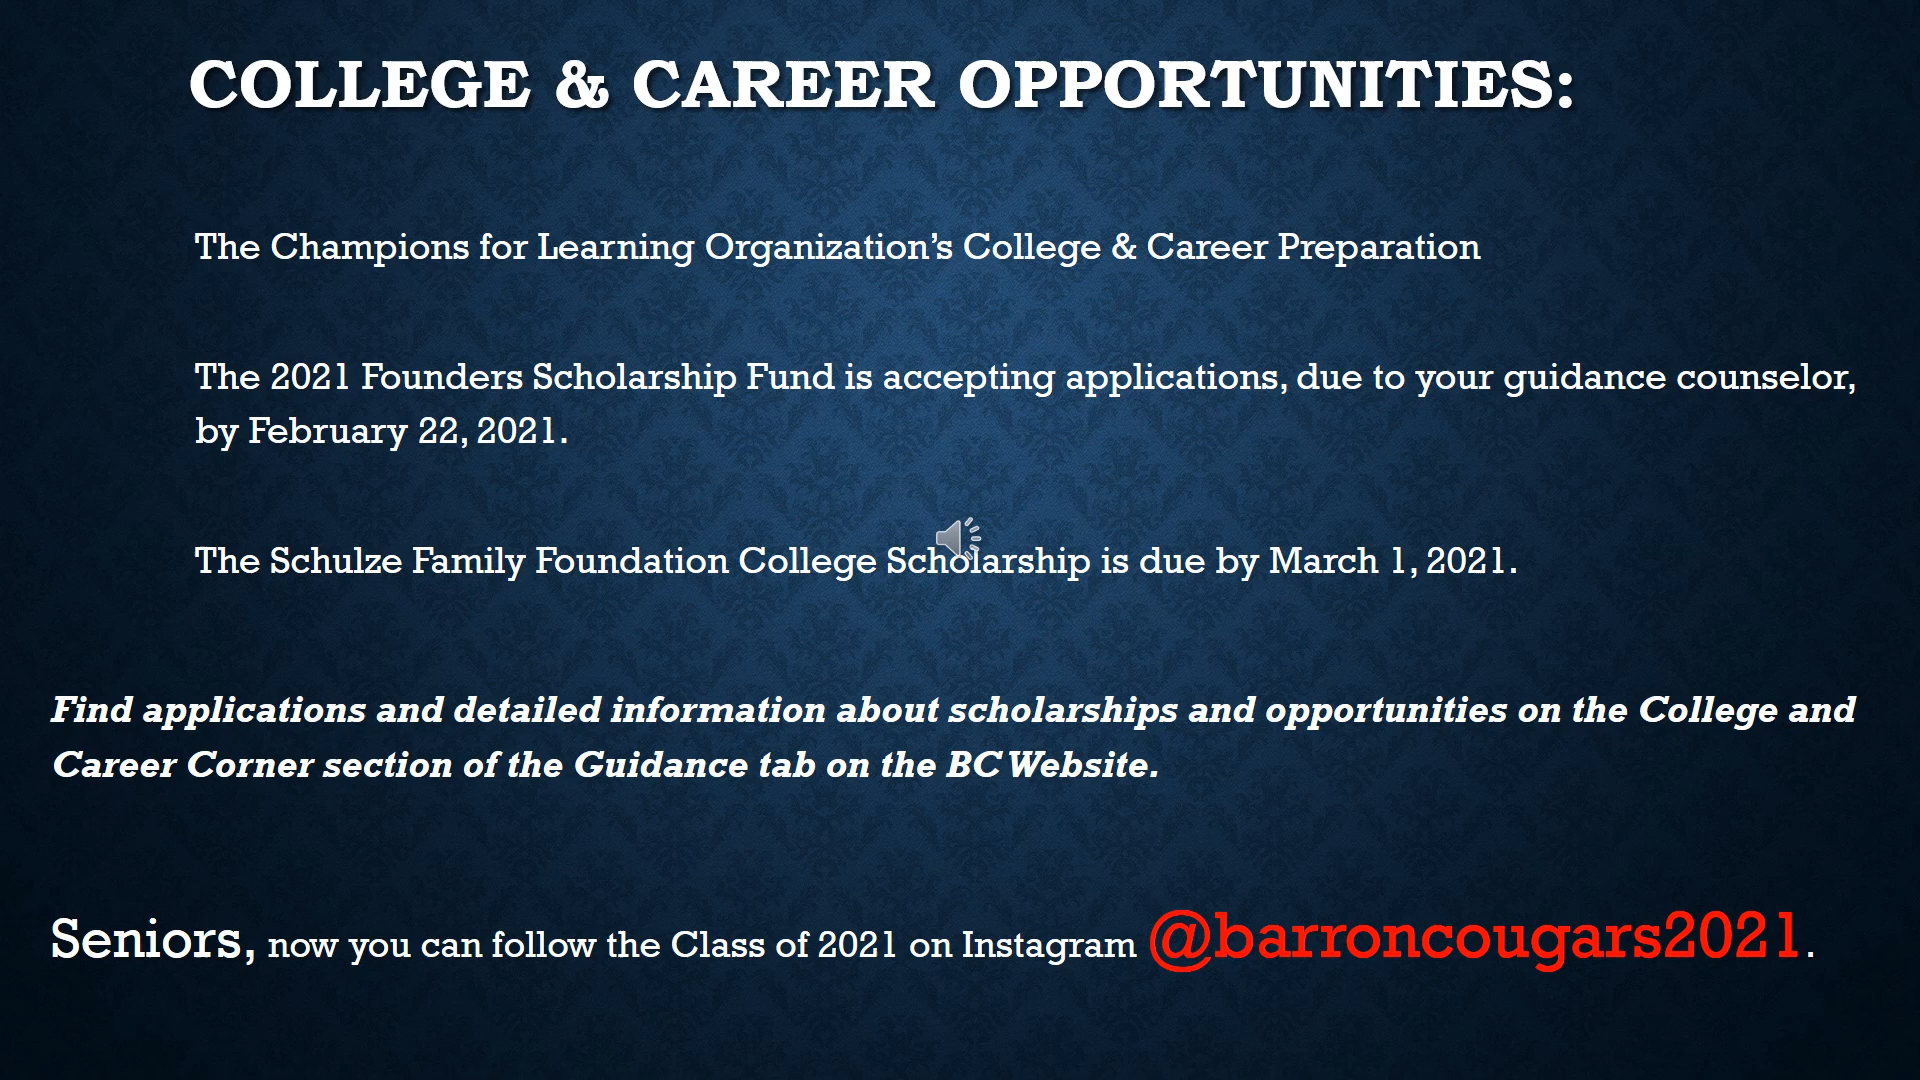 COLLEGE & CAREER OPPORTUNITIES:
The Champions for Learning Organization’s College & Career Preparation
The 2021 Founders Scholarship Fund is accepting applications, due to your guidance counselor,
by February 22, 2021.
The Schulze Family Foundation College Scholarship is due by March 1, 2021.
Find applications and detailed information about scholarships and opportunities on the College and
Career Corner section of the Guidance tab on the BC Website.
Seniors, now you can follow the Class of 2021 on Instagram @barroncougars2021.